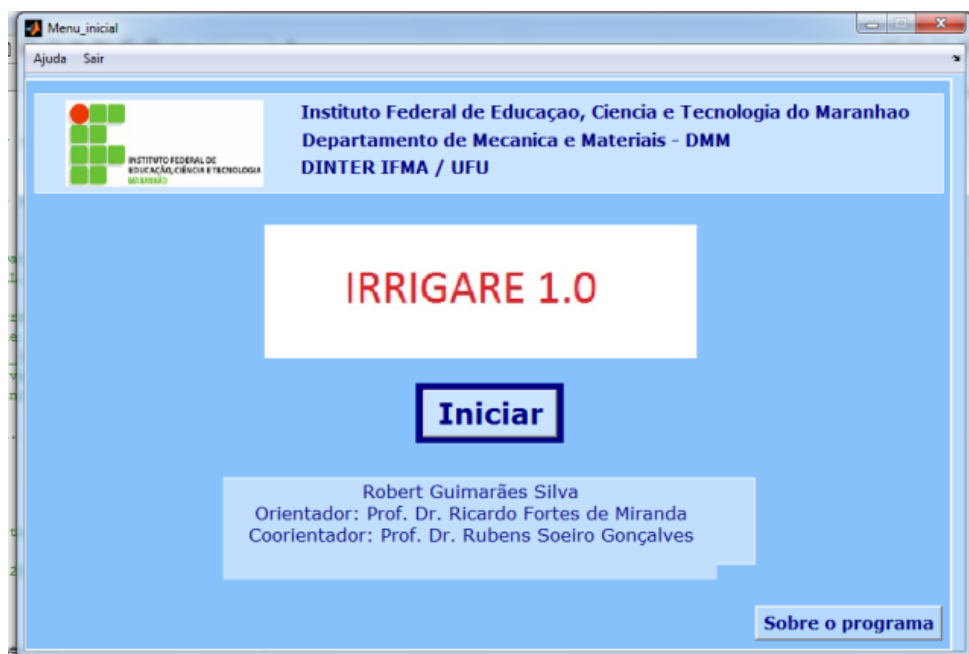 Menu_inicial
Ajuda Sair
Instituto Federal de Educaçao, Ciencia e Tecnologia do Maranhao
Departamento de Mecanica e Materiais - DMM
DINTER IFMA / UFU
INSTITUTO FEDERAL DE
EDUCAÇÃO, CIÊNCIA E TECNOLOGIA
MARANHÃO
IRRIGARE 1.0
Iniciar
Robert Guimarães Silva
Orientador: Prof. Dr. Ricardo Fortes de Miranda
Coorientador: Prof. Dr. Rubens Soeiro Gonçalves
Sobre o programa